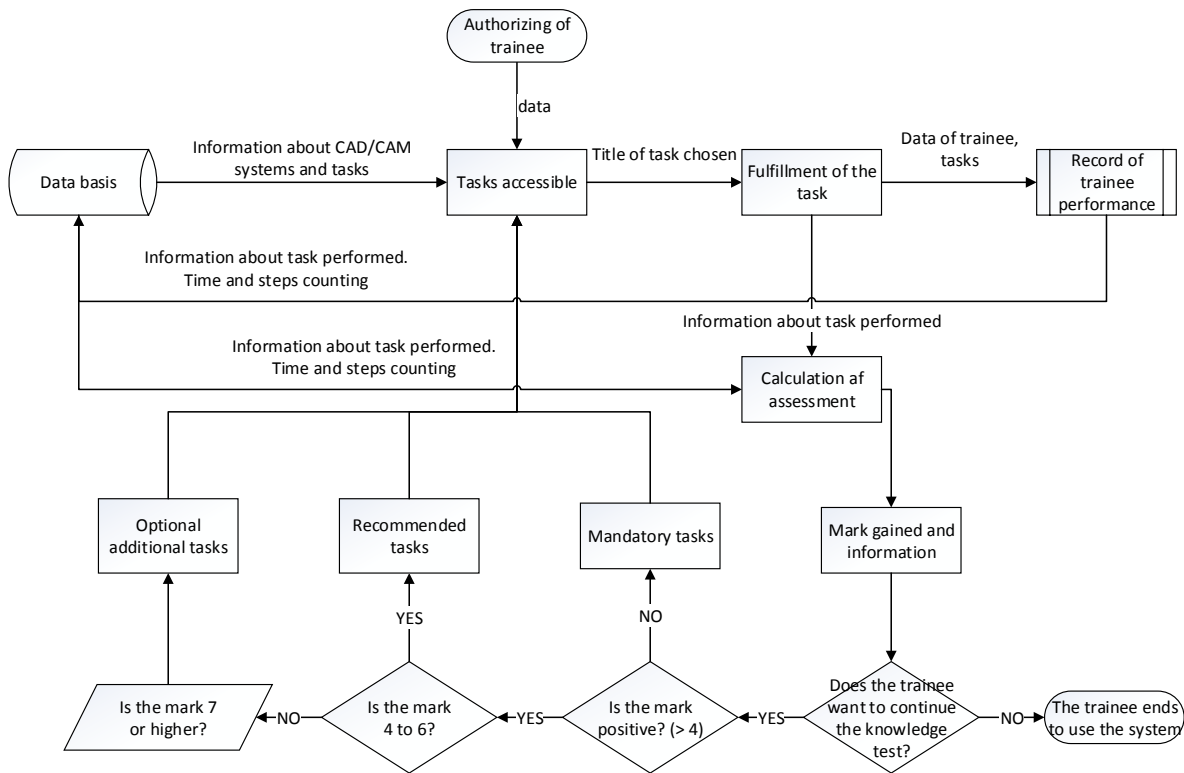 Authorizing of
trainee
data
Information about CAD/CAM
systems and tasks
Title of task chosen
Data of trainee,
tasks
Data basis
Tasks accessible
Fulfillment of the
task
Record of
trainee
performance
Information about task performed.
Time and steps counting
Information about task performed
Information about task performed.
Time and steps counting
Calculation af
assessment
Optional
additional tasks
Recommended
tasks
Mandatory tasks
Mark gained and
information
YES
NO
Is the mark 7
or higher?
NO
Is the mark
4 to 6?
YES
Is the mark
positive? (> 4)
YES
Does the trainee
want to continue
the knowledge
test?
NO
The trainee ends
to use the system